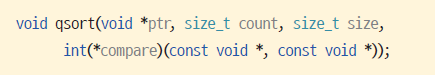 void qsort(void *ptr, size_t count, size_t size,
int(*compare)(const void *, const void *));